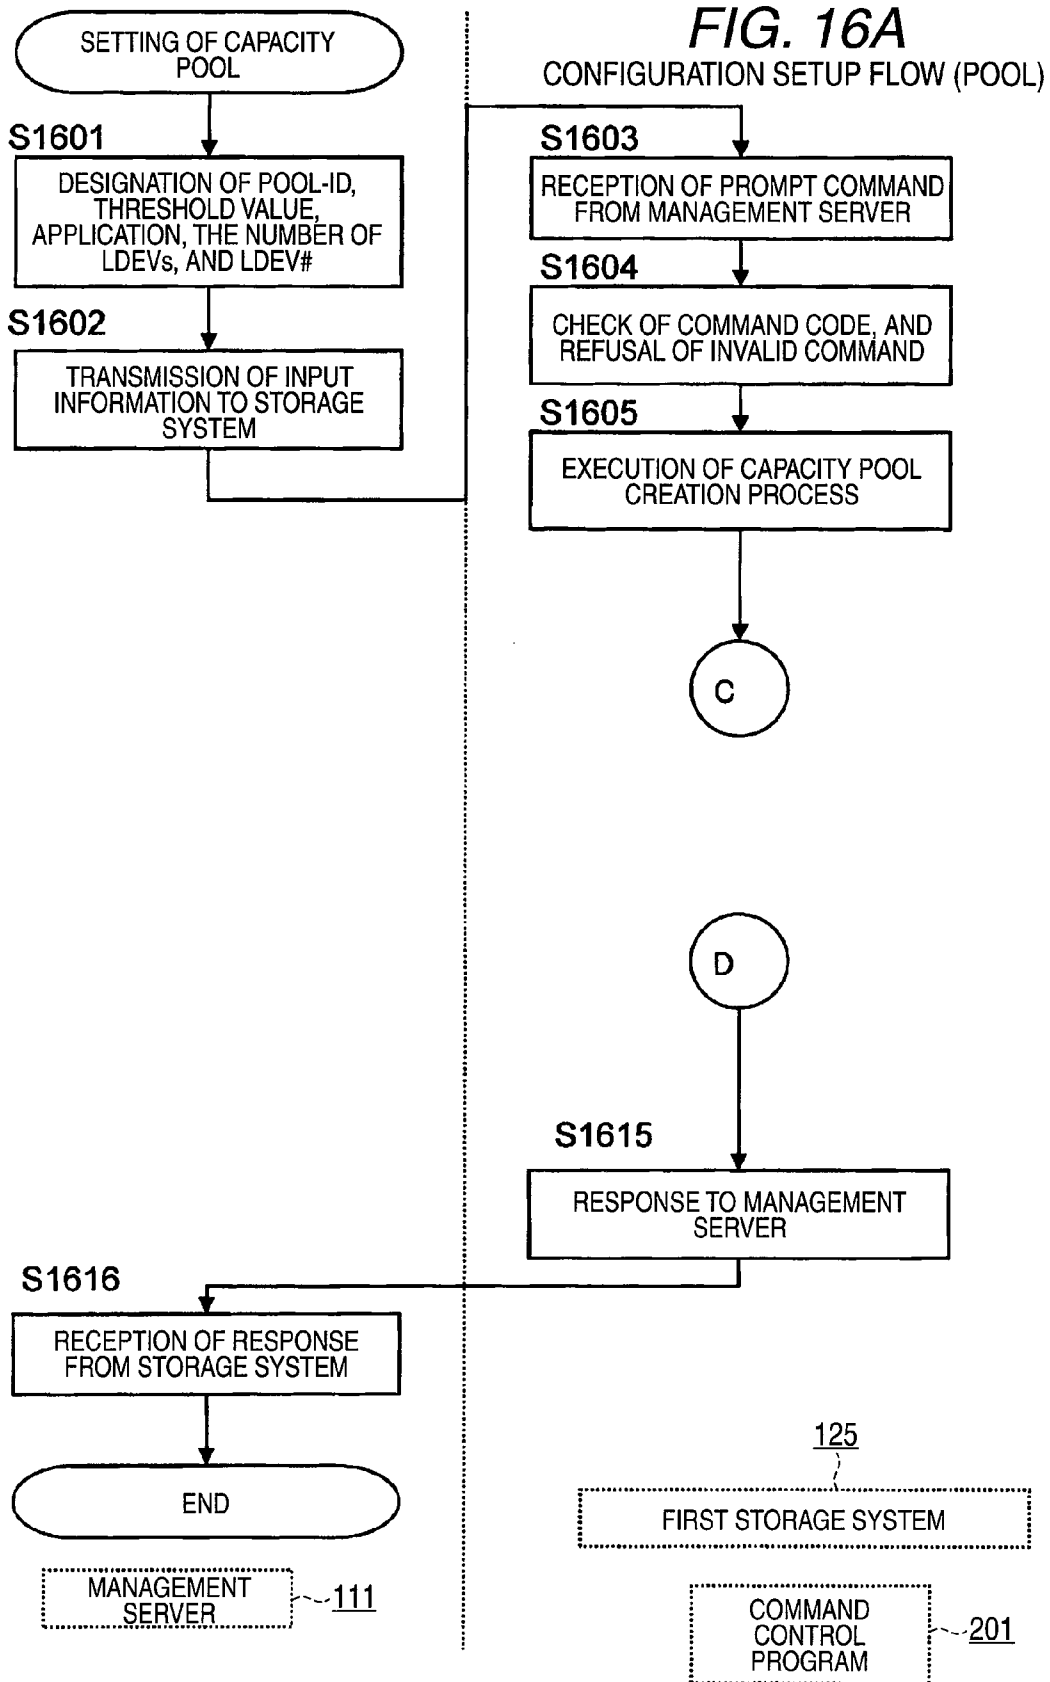 FIG. 16A
CONFIGURATION SETUP FLOW (POOL)
SETTING OF CAPACITY
POOL
S1601
DESIGNATION OF POOL-ID,
THRESHOLD VALUE,
APPLICATION, THE NUMBER OF
LDEVs, AND LDEV#
S1602
TRANSMISSION OF INPUT
INFORMATION TO STORAGE
SYSTEM
S1603
RECEPTION OF PROMPT COMMAND
FROM MANAGEMENT SERVER
S1604
CHECK OF COMMAND CODE, AND
REFUSAL OF INVALID COMMAND
S1605
EXECUTION OF CAPACITY POOL
CREATION PROCESS
C
D
S1615
RESPONSE TO MANAGEMENT
SERVER
S1616
RECEPTION OF RESPONSE
FROM STORAGE SYSTEM
END
MANAGEMENT
SERVER
111
125
FIRST STORAGE SYSTEM
COMMAND
CONTROL
PROGRAM
201